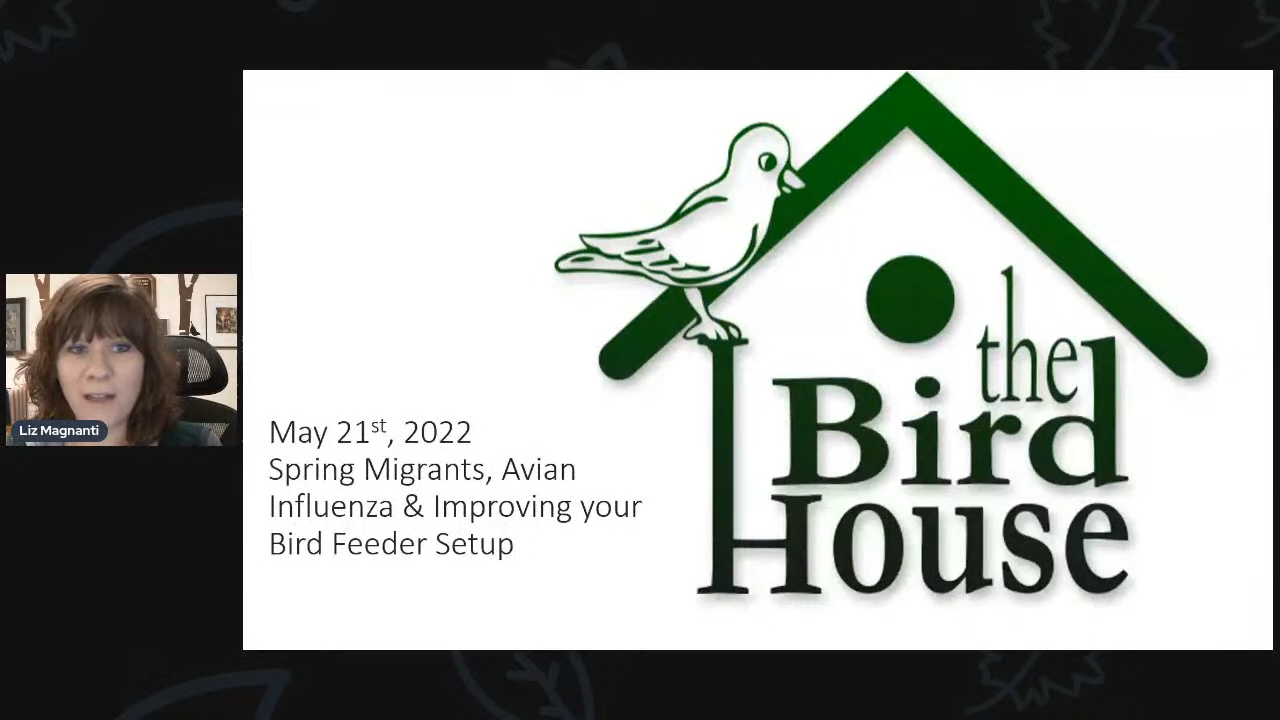 Liz Magnanti
May 21st, 2022
Spring Migrants, Avian
Influenza & Improving your
Bird Feeder Setup
the
Bird
House